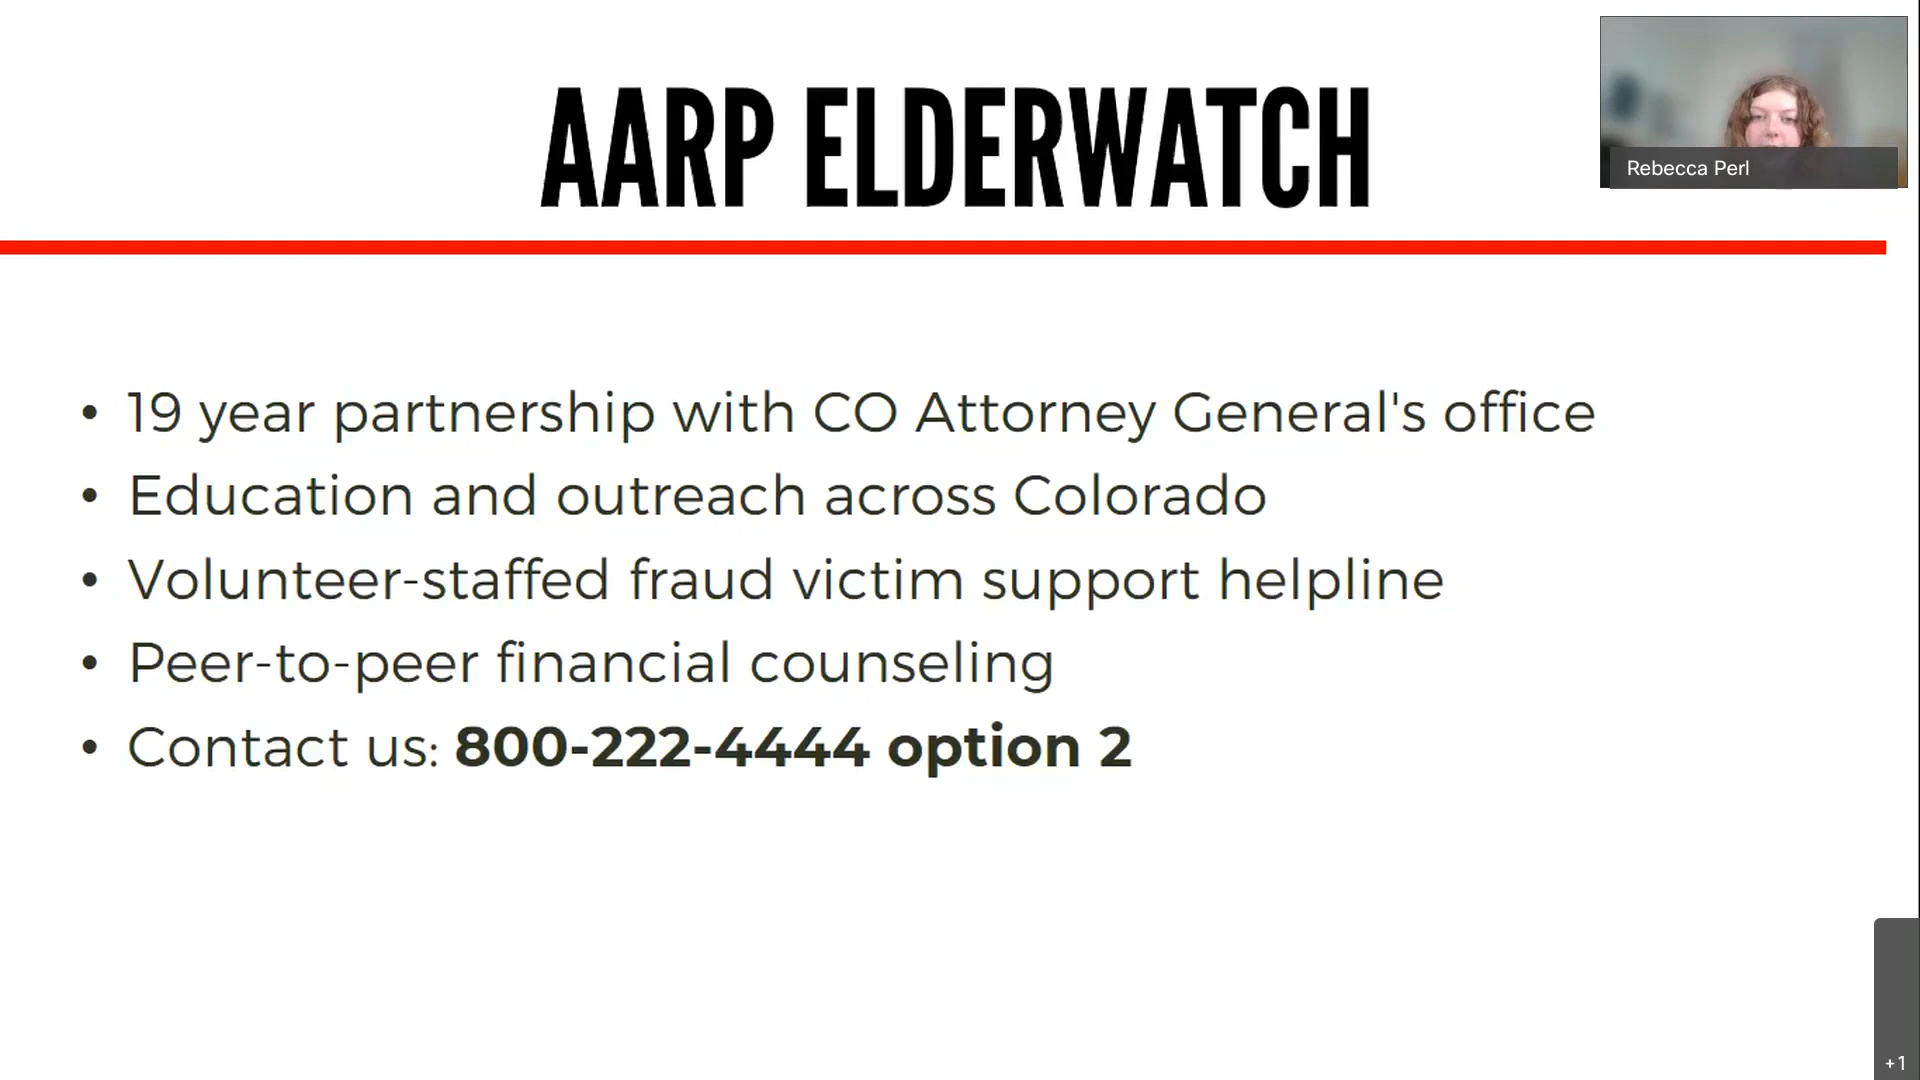 AARP ELDERWATCH
Rebecca Perl
• 19 year partnership with CO Attorney General's office
• Education and outreach across Colorado
• Volunteer-staffed fraud victim support helpline
• Peer-to-peer financial counseling
• Contact us: 800-222-4444 option 2
+1